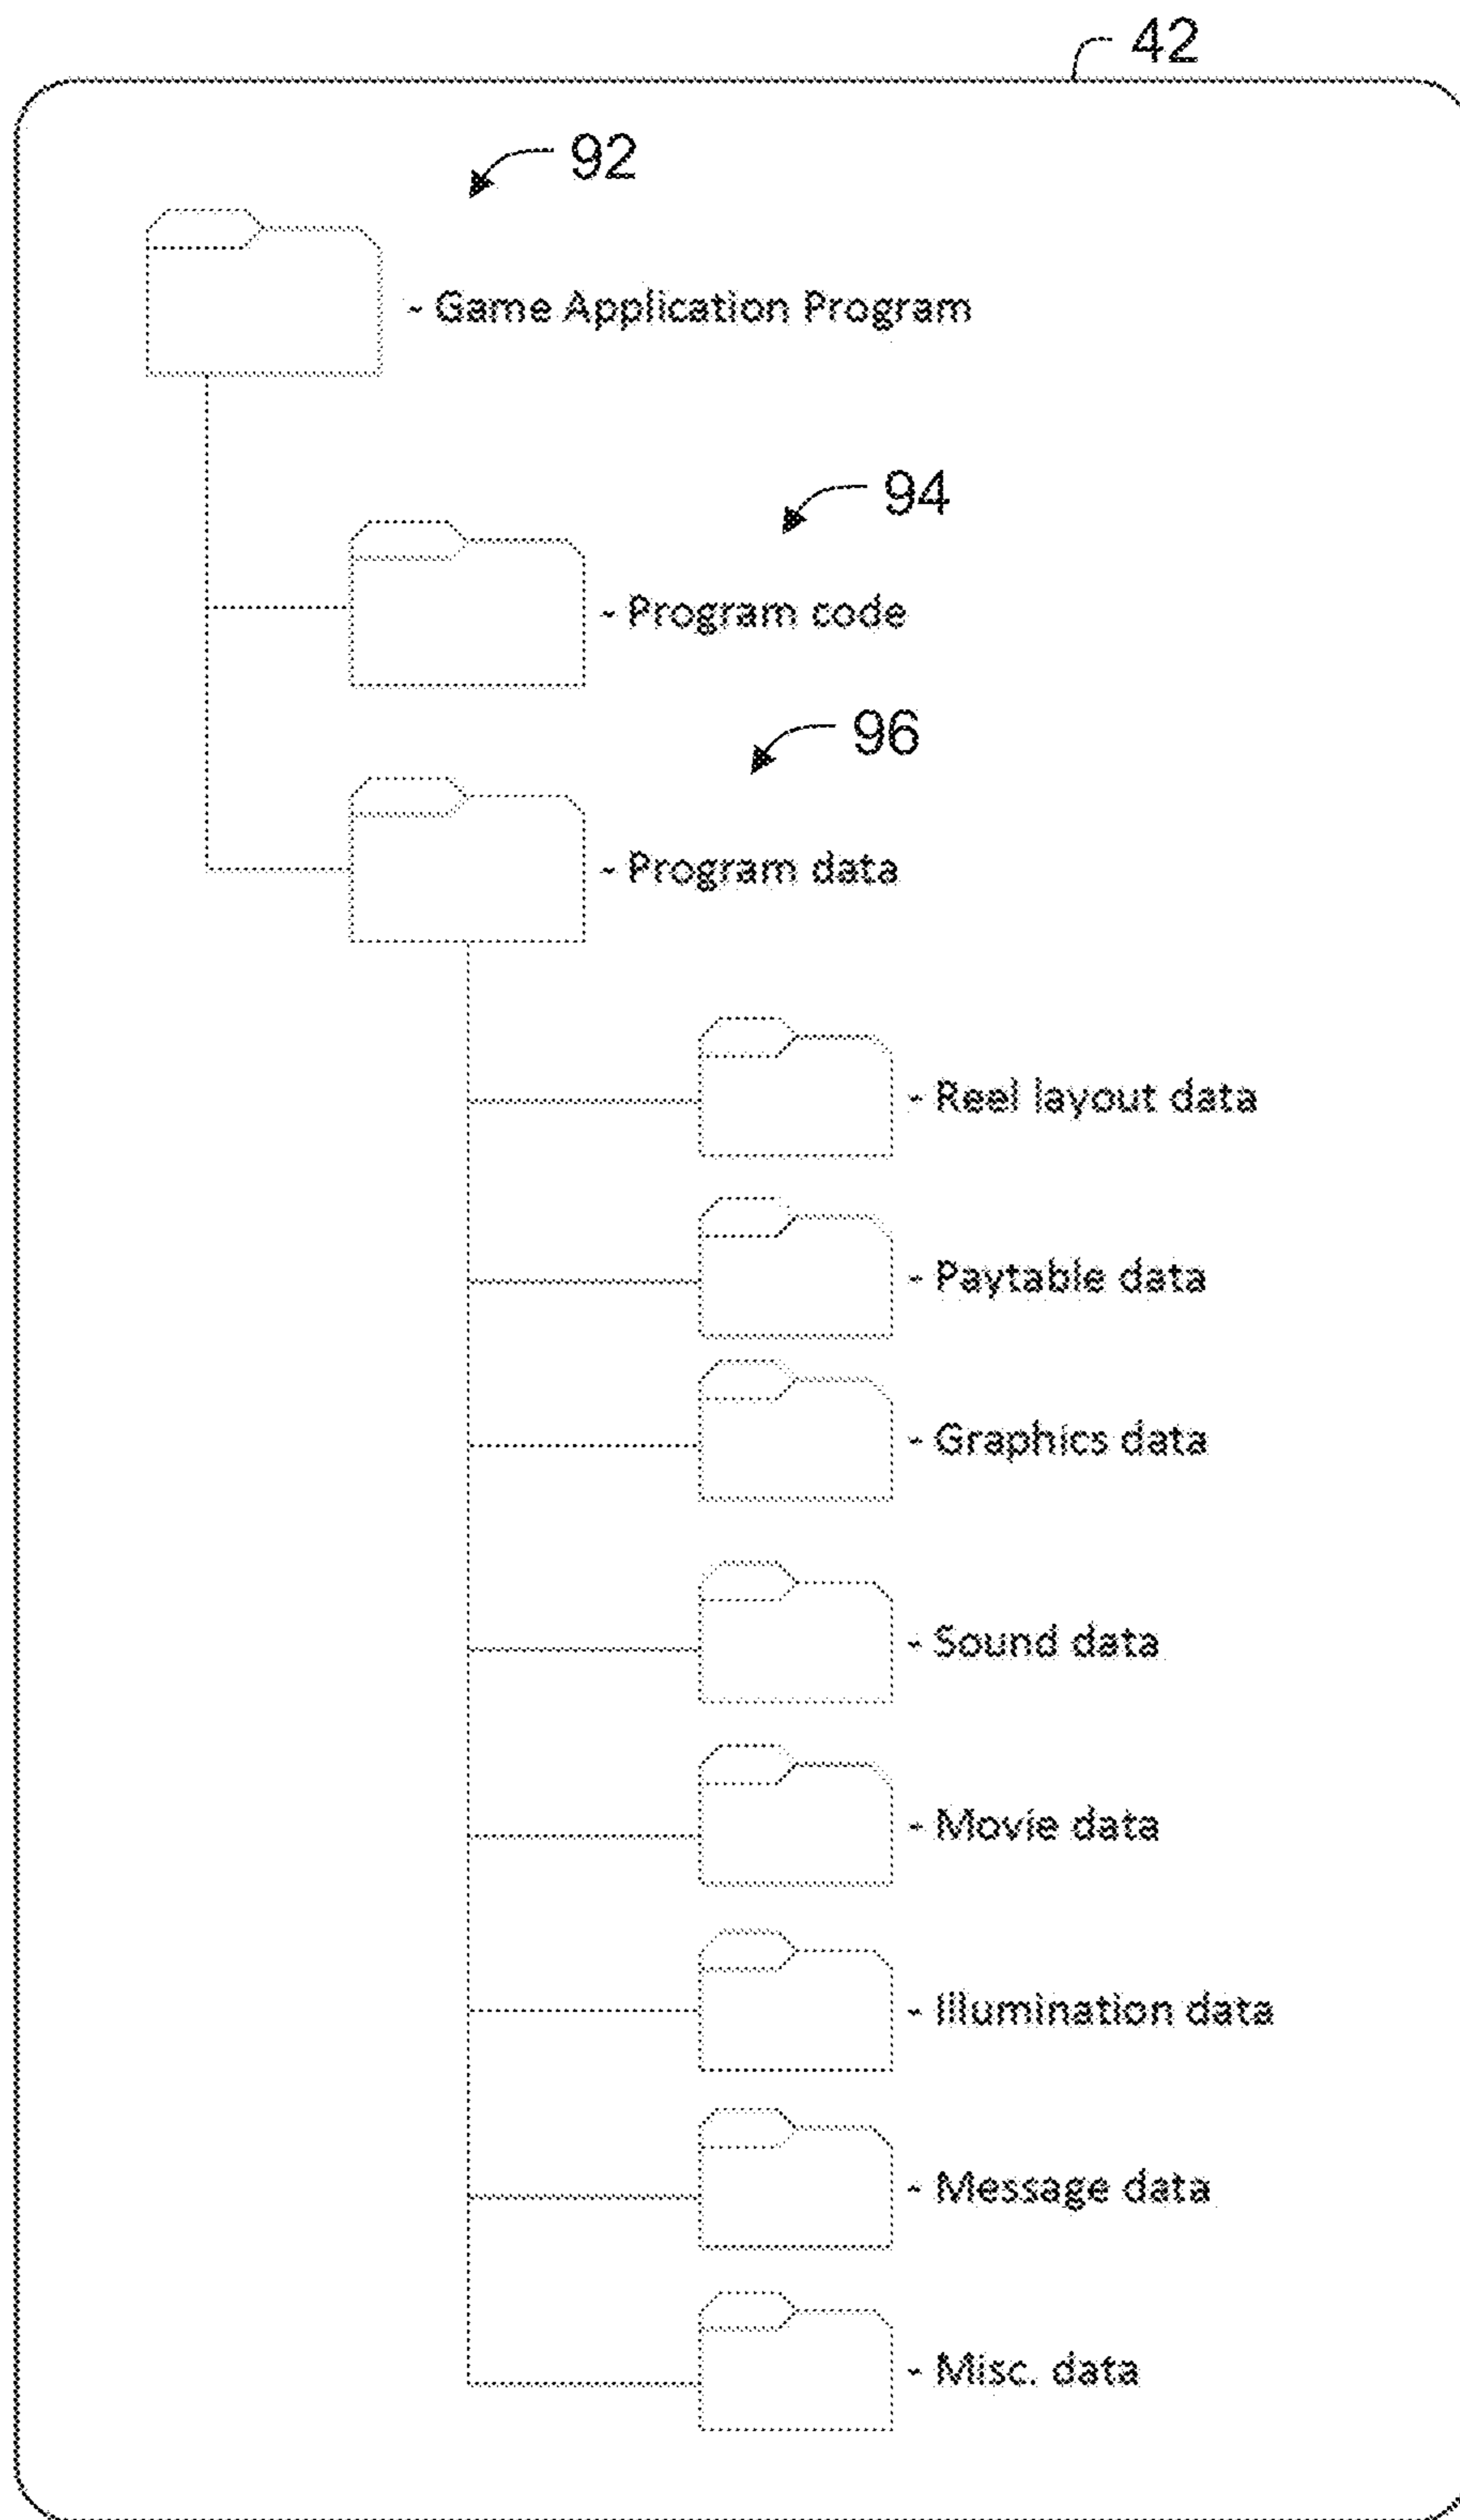 42
92
- Game Application Program
94
- Program code
96
- Program data
- Reel layout data
- Paytable data
- Graphics data
- Sound data
- Movie data
- Illumination data
- Message data
- Misc. data